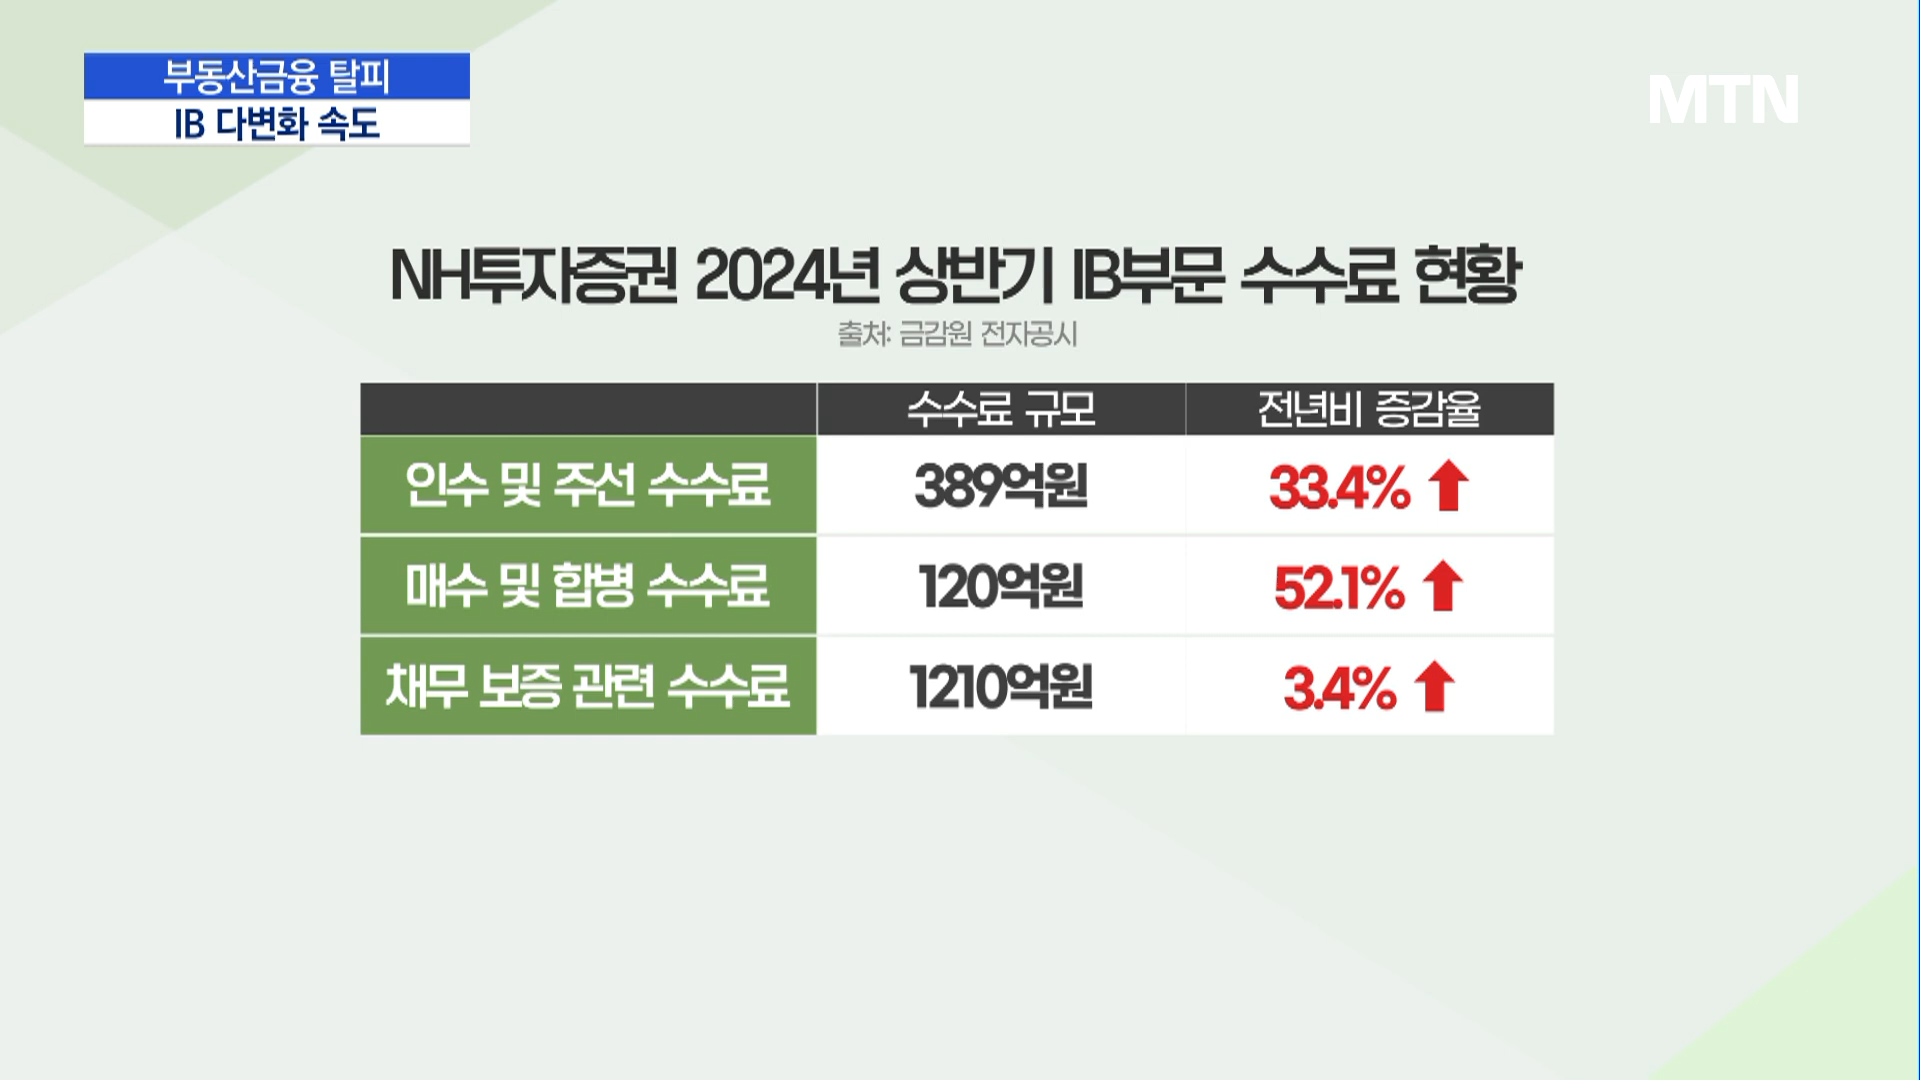 부동산금융 탈피
IB 다변화 속도
MTN
NH투자증권 2024년 상반기 IB부문 수수료 현황
출처: 금감원 전자공시
수수료 규모 전년비 증감율
인수 및 주선 수수료 389억원 33.4%
매수 및 합병 수수료 120억원 52.1%
채무 보증 관련 수수료 1210억원 3.4%